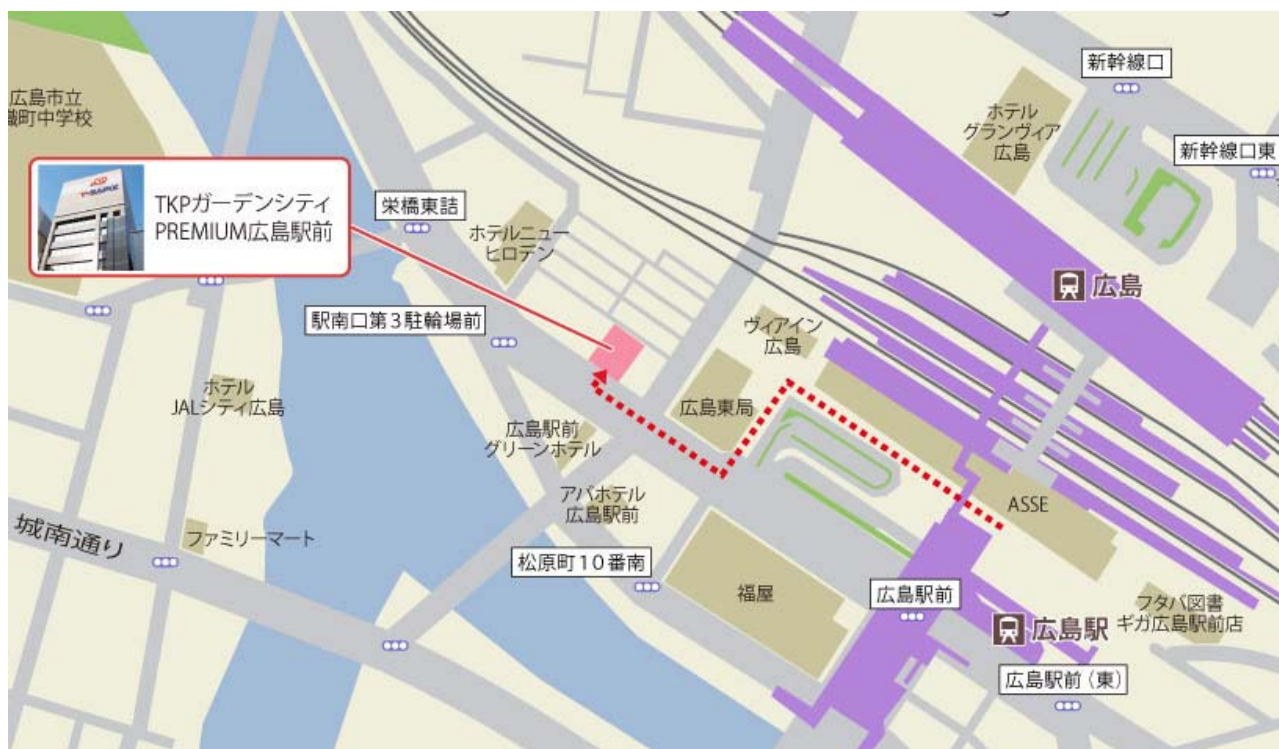 新幹線口
広島市立
幟町中学校
ホテル
グランヴィア
広島
新幹線口東
TKPガーデンシティ
PREMIUM広島駅前
栄橋東詰
ホテルニュー
ヒロデン
広島
駅南口第3駐輪場前
ヴィアイン
広島
ホテル
JALシティ広島
広島東局
広島駅前
グリーンホテル
アパホテル
広島駅前
ASSE
城南通り
ファミリーマート
松原町10番南
福屋
広島駅前
フタバ図書
ギガ広島駅前店
広島駅
広島駅前(東)